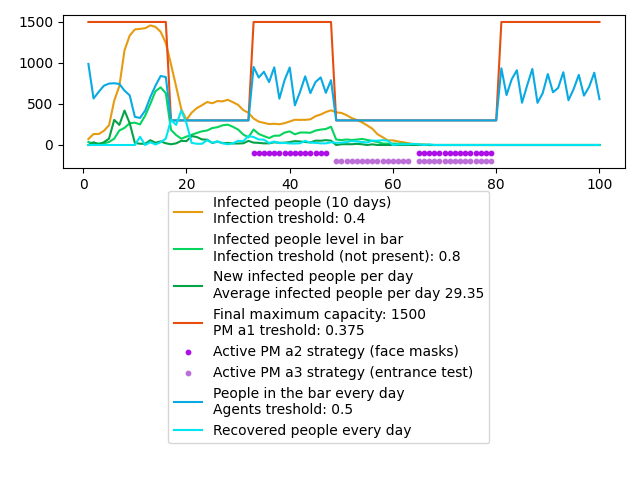 1500
1000
500
0
0 20 40 60 80 100
Infected people (10 days)
Infection treshold: 0.4
Infected people level in bar
Infection treshold (not present): 0.8
New infected people per day
Average infected people per day 29.35
Final maximum capacity: 1500
PM a1 treshold: 0.375
Active PM a2 strategy (face masks)
Active PM a3 strategy (entrance test)
People in the bar every day
Agents treshold: 0.5
Recovered people every day